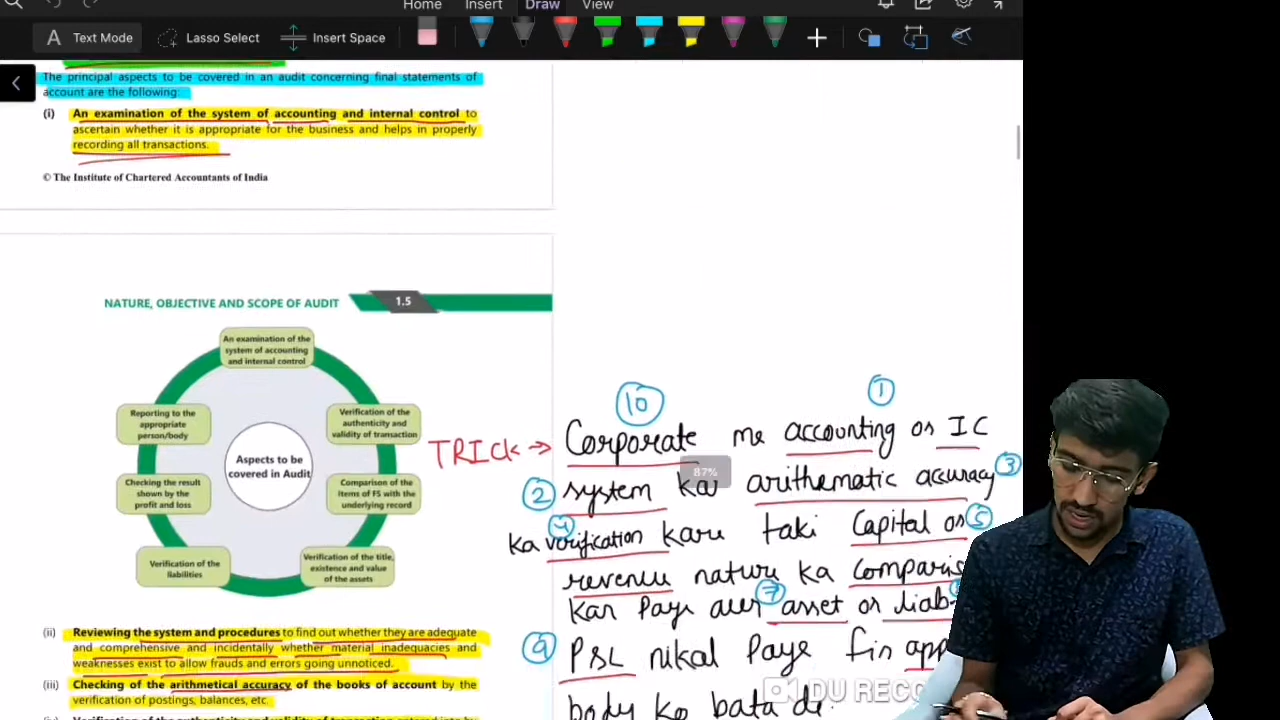 Home Insert Draw View
Text Mode Lasso Select Insert Space
The principal aspects to be covered in an audit concerning final statements of
account are the following:
(i) An examination of the system of accounting and internal control to
ascertain whether it is appropriate for the business and helps in properly
recording all transactions.
© The Institute of Chartered Accountants of India
NATURE, OBJECTIVE AND SCOPE OF AUDIT 1.5
An examination of the
system of accounting
and internal control
Reporting to the
appropriate
person/body
Verification of the
authenticity and
validity of transaction
Aspects to be
covered in Audit
Checking the result
shown by the
profit and loss
Comparison of the
items of FS with the
underlying record
Verification of the
liabilities
Verification of the title,
existence and value
of the assets
(ii) Reviewing the system and procedures to find out whether they are adequate
and comprehensive and incidentally whether material inadequacies and
weaknesses exist to allow frauds and errors going unnoticed.
(iii) Checking of the arithmetical accuracy of the books of account by the
verification of postings, balances, etc.
10 1
TRICK → Corporate me accounting or IC
87%
2 system kar arithematic accuracy 3
ka 4 verification kare taki Capital or 5
revenue nature ka comparis
kar paye aur 7 asset or liab
9 P&L nikal paye fir app
body ko bata de.
DU RECO